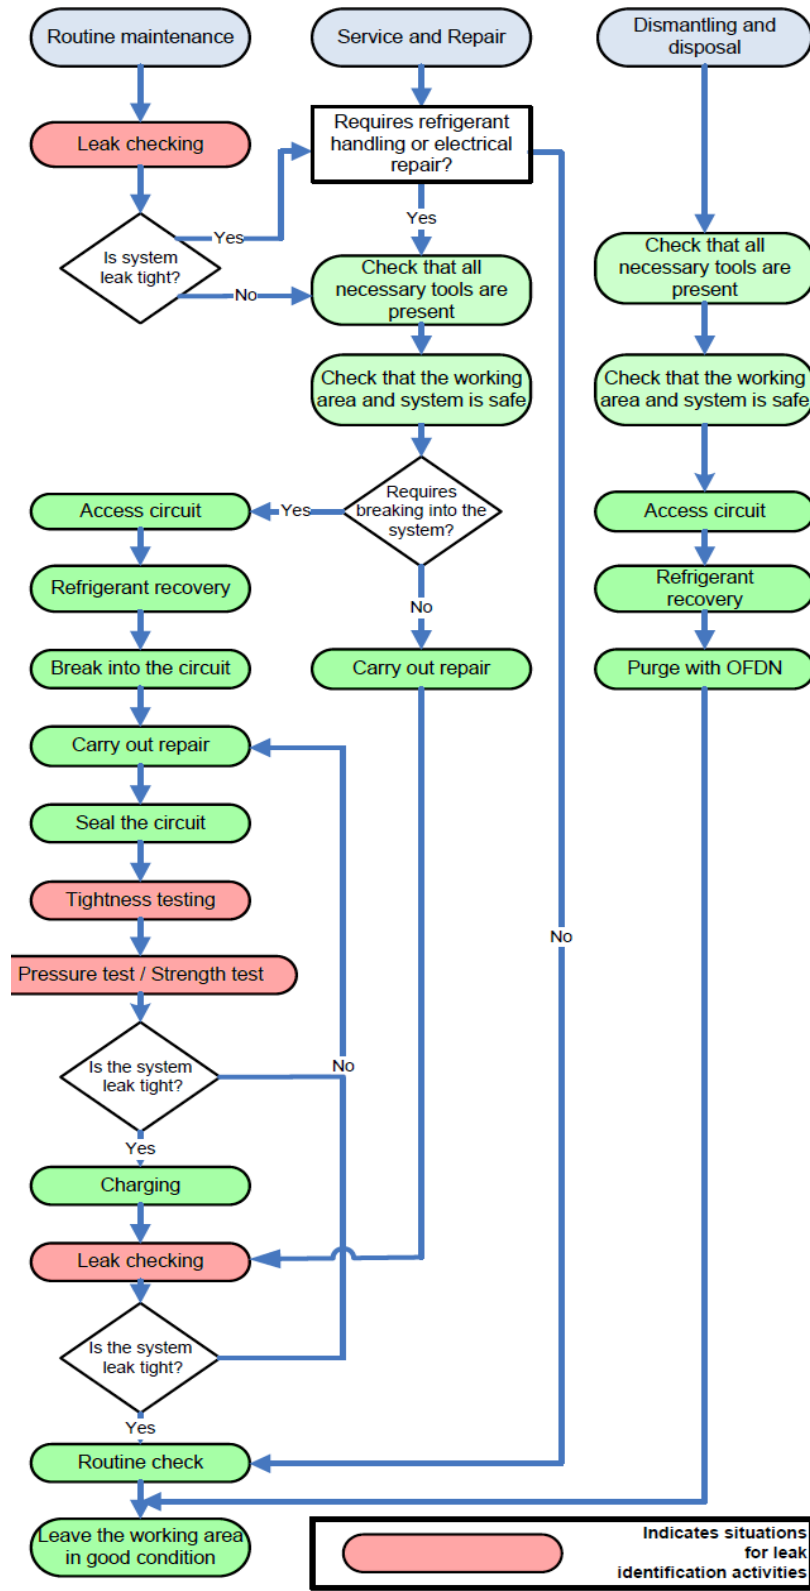 Routine maintenance
Service and Repair
Dismantling and
disposal
Leak checking
Requires refrigerant
handling or electrical
repair?
Yes
Is system
leak tight?
Yes
No
Check that all
necessary tools are
present
Check that all
necessary tools are
present
Check that the working
area and system is safe
Check that the working
area and system is safe
Requires
breaking into the
system?
Yes
Access circuit
Access circuit
Refrigerant recovery
Refrigerant
recovery
No
Break into the circuit
Carry out repair
Purge with OFDN
Carry out repair
Seal the circuit
Tightness testing
No
Pressure test / Strength test
Is the system
leak tight?
No
Yes
Charging
Leak checking
Is the system
leak tight?
Yes
Routine check
Leave the working area
in good condition
Indicates situations
for leak
identification activities